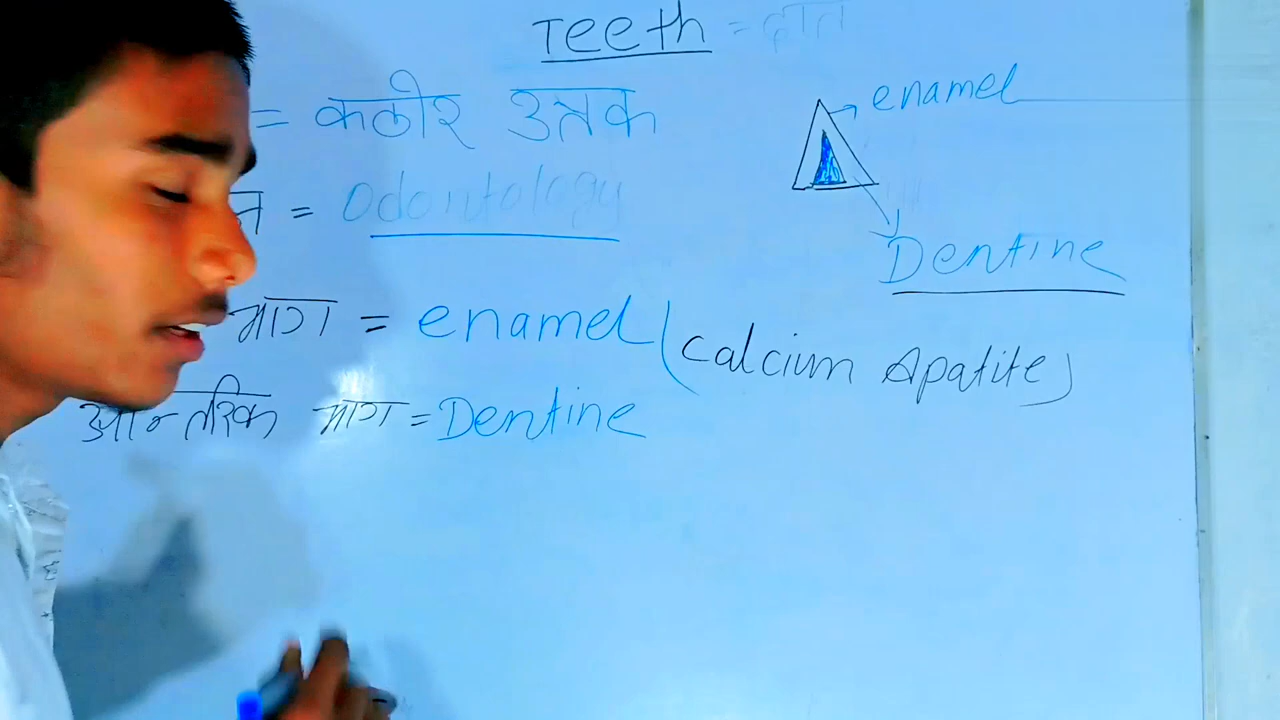 Teeth = दांत
enamel
= कठोर उत्तक
= Odontology
Dentine
भाग = enamel (Calcium Apatite)
आन्तरिक भाग = Dentine